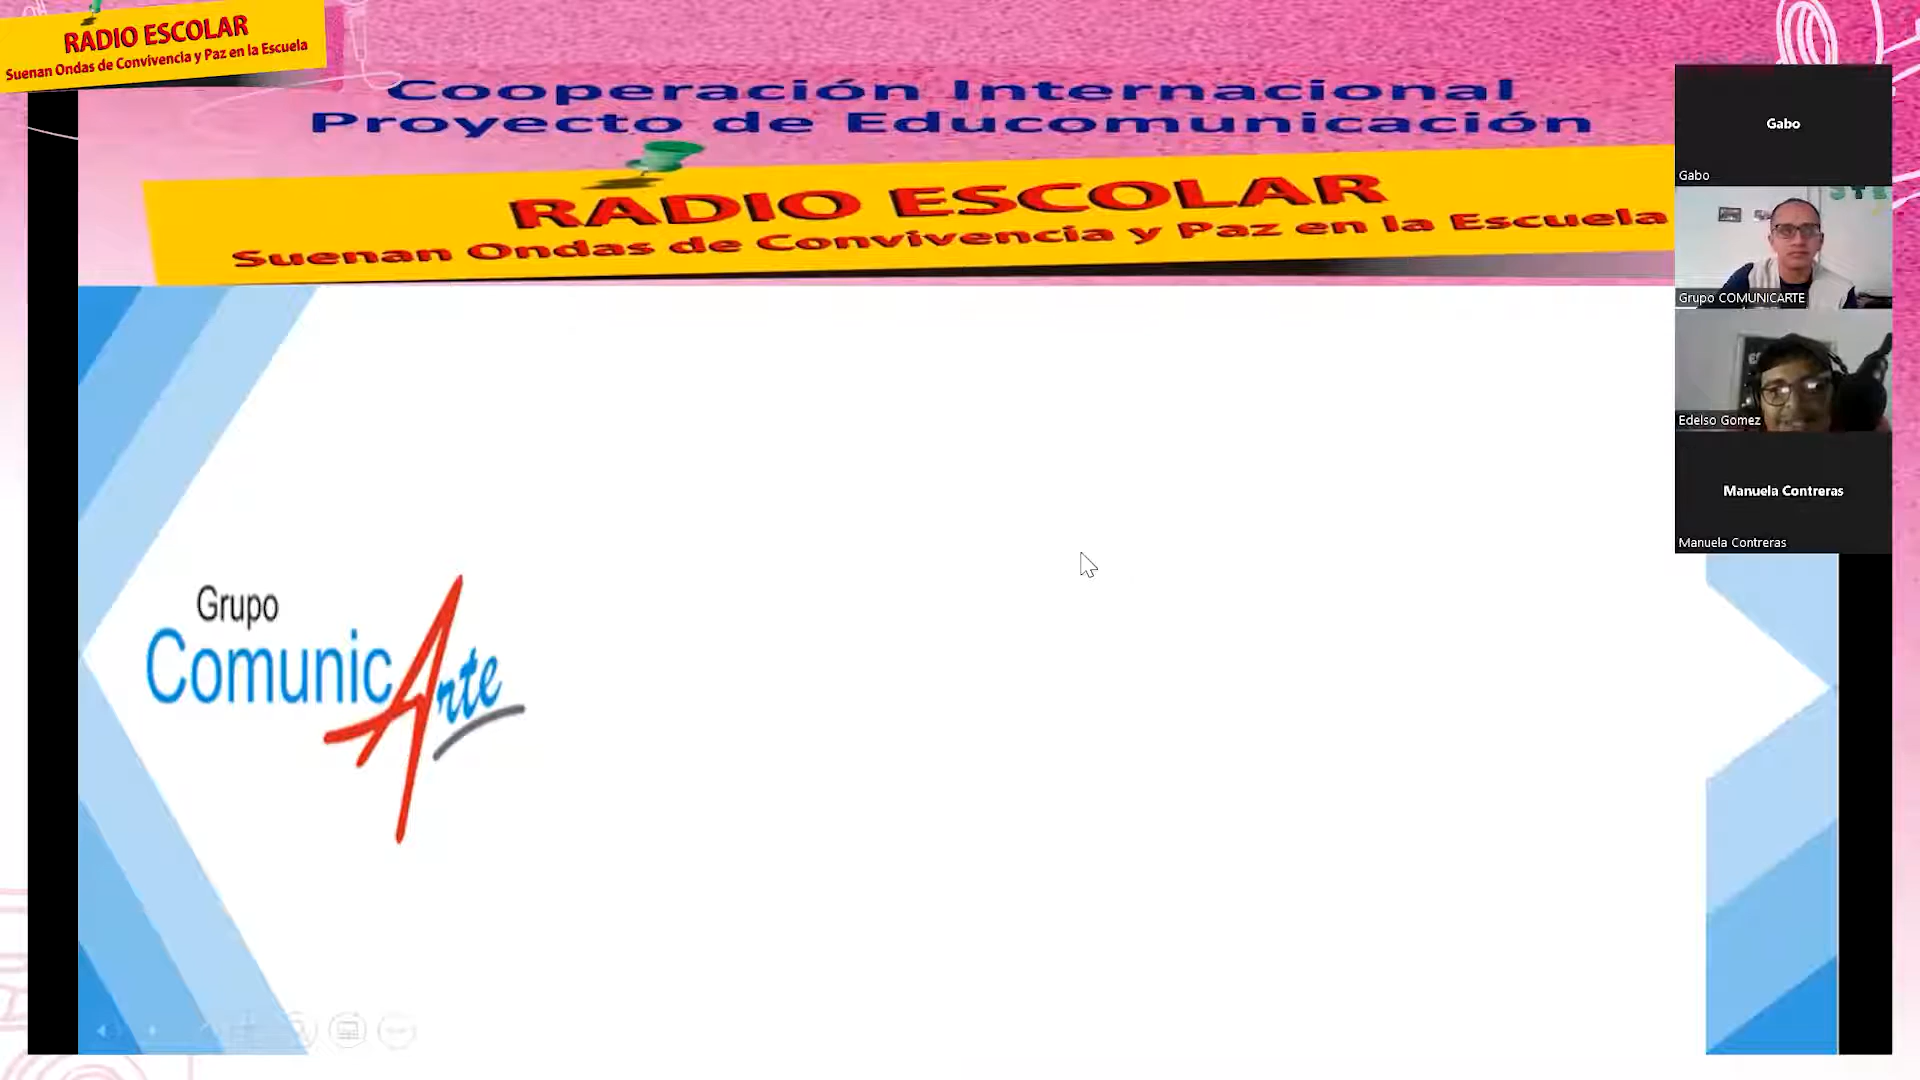 RADIO ESCOLAR
Suenan Ondas de Convivencia y Paz en la Escuela
Cooperación Internacional
Proyecto de Educomunicación
RADIO ESCOLAR
Suenan Ondas de Convivencia y Paz en la Escuela
Gabo
Gabo
Grupo COMUNICARTE
Edelso Gomez
Manuela Contreras
Manuela Contreras
Grupo
ComunicArte